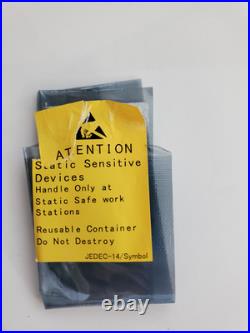 ATENTION
Static Sensitive
Devices
Handle Only at
Static Safe work
Stations
Reusable Container
Do Not Destroy
JEDEC-14/Symbol